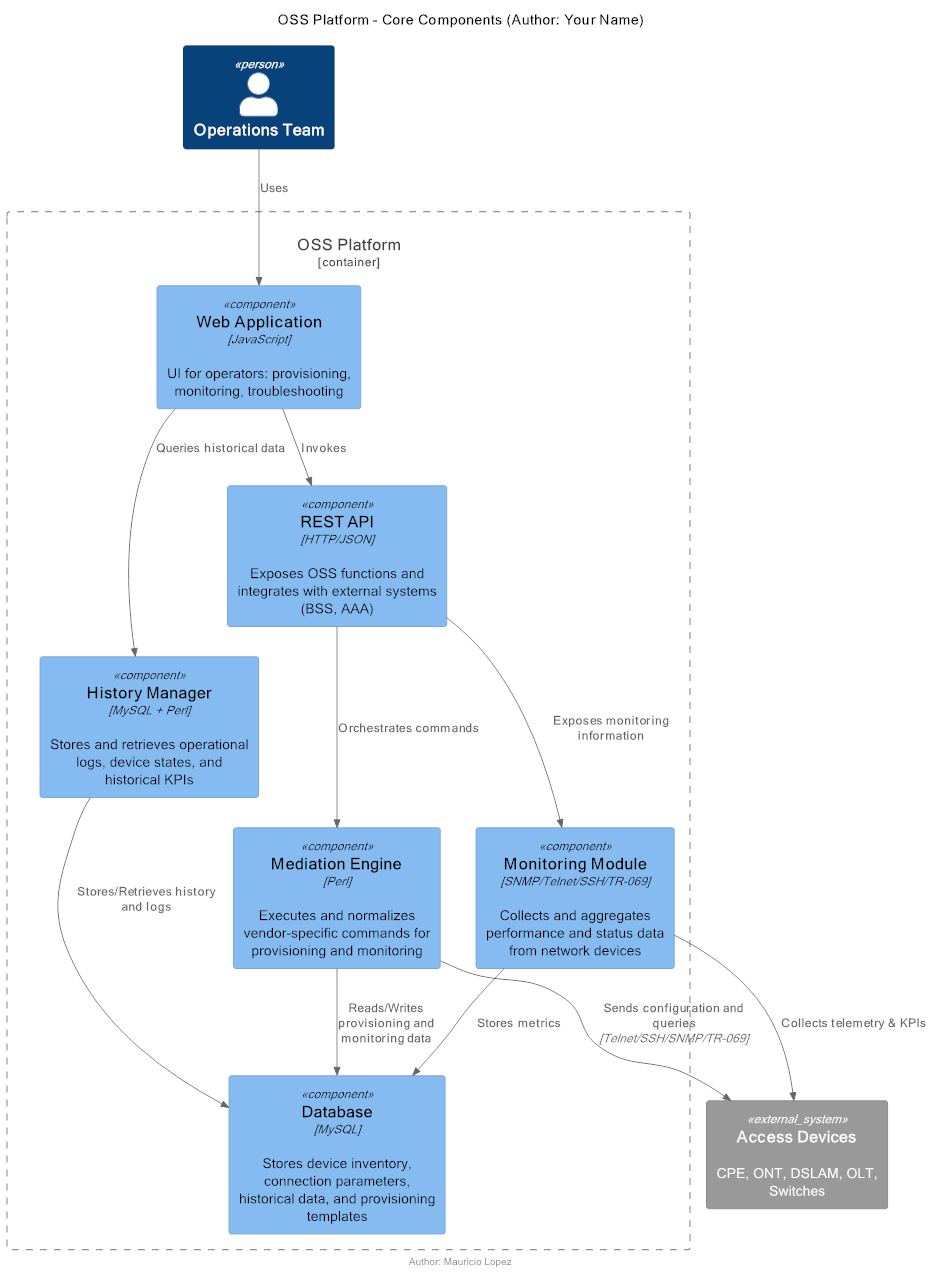 OSS Platform - Core Components (Author: Your Name)
«person»
Operations Team
Uses
OSS Platform
[container]
«component»
Web Application
[JavaScript]
UI for operators: provisioning,
monitoring, troubleshooting
Queries historical data
Invokes
«component»
REST API
[HTTP/JSON]
Exposes OSS functions and
integrates with external systems
(BSS, AAA)
«component»
History Manager
[MySQL + Perl]
Stores and retrieves operational
logs, device states, and
historical KPIs
Orchestrates commands
Exposes monitoring
information
«component»
Mediation Engine
[Perl]
Executes and normalizes
vendor-specific commands for
provisioning and monitoring
«component»
Monitoring Module
[SNMP/Telnet/SSH/TR-069]
Collects and aggregates
performance and status data
from network devices
Stores/Retrieves history
and logs
Reads/Writes
provisioning and
monitoring data
Stores metrics
Sends configuration and
queries
[Telnet/SSH/SNMP/TR-069]
Collects telemetry & KPIs
«component»
Database
[MySQL]
Stores device inventory,
connection parameters,
historical data, and provisioning
templates
«external_system»
Access Devices
CPE, ONT, DSLAM, OLT,
Switches
Author: Mauricio Lopez